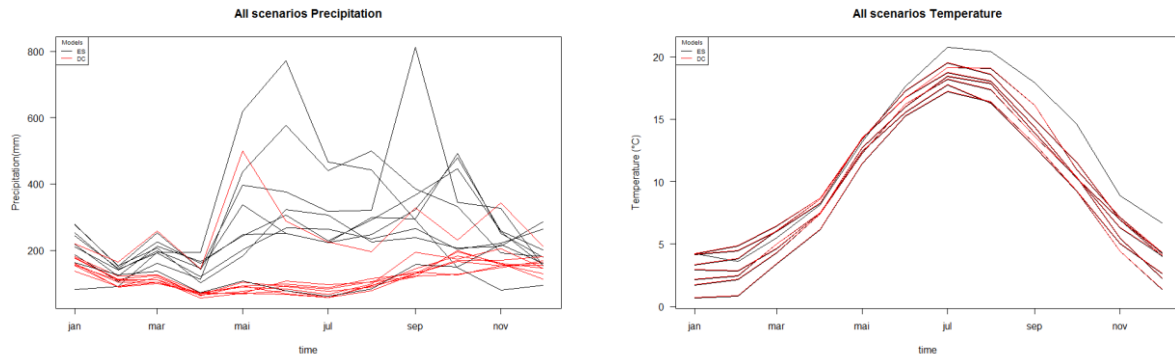 All scenarios Precipitation
Models
ES
DC
Precipitation(mm)
800
600
400
200
jan
mar
mai
jul
sep
nov
time
All scenarios Temperature
Models
ES
DC
Temperature (°C)
20
15
10
5
0
jan
mar
mai
jul
sep
nov
time